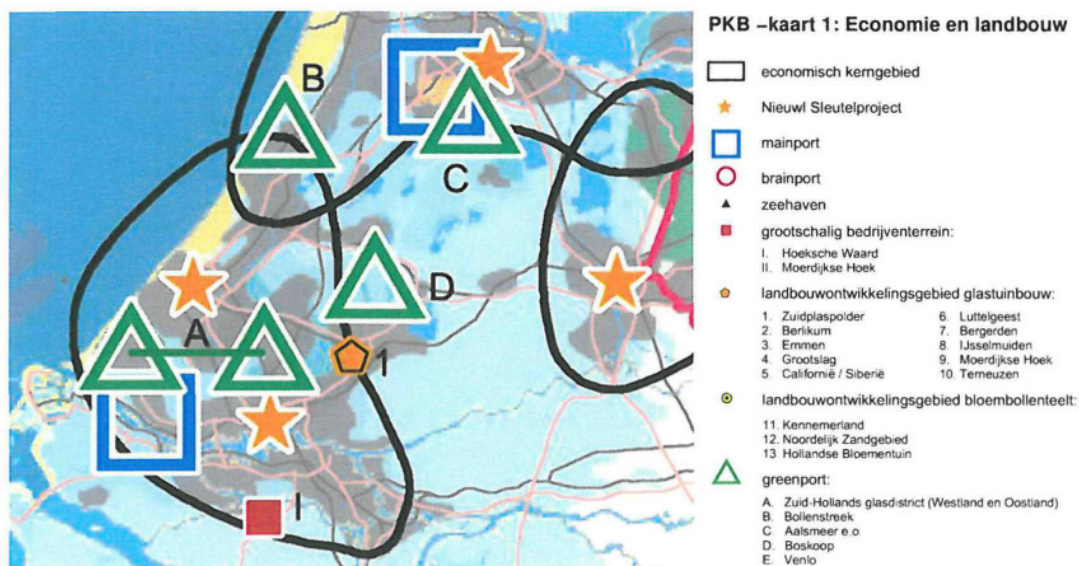 PKB –kaart 1: Economie en landbouw
economisch kerngebied
Nieuwl Sleutelproject
mainport
brainport
zeehaven
grootschalig bedrijventerrein:
I. Hoeksche Waard
II. Moerdijkse Hoek
landbouwontwikkelingsgebied glastuinbouw:
1. Zuidplaspolder
2. Berlikum
3. Emmen
4. Grootslag
5. Californië / Siberië
6. Luttelgeest
7. Bergerden
8. IJsselmuiden
9. Moerdijkse Hoek
10. Terneuzen
landbouwontwikkelingsgebied bloembollenteelt:
11. Kennemerland
12. Noordelijk Zandgebied
13 Hollandse Bloementuin
greenport:
A. Zuid-Hollands glasdistrict (Westland en Oostland)
B. Bollenstreek
C. Aalsmeer e.o
D. Boskoop
E. Venlo
B
C
D
A
1
I